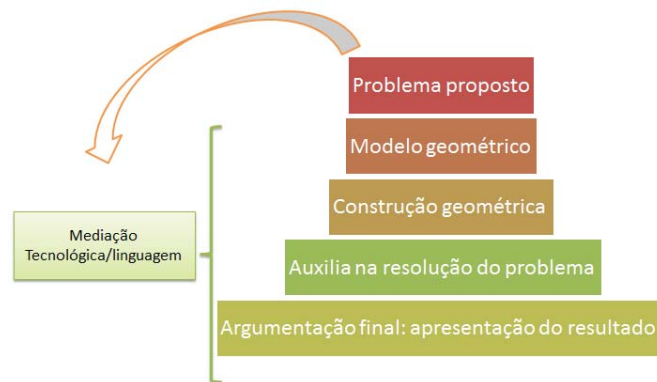 Problema proposto
Modelo geométrico
Construção geométrica
Mediação
Tecnológica/linguagem
Auxilia na resolução do problema
Argumentação final: apresentação do resultado